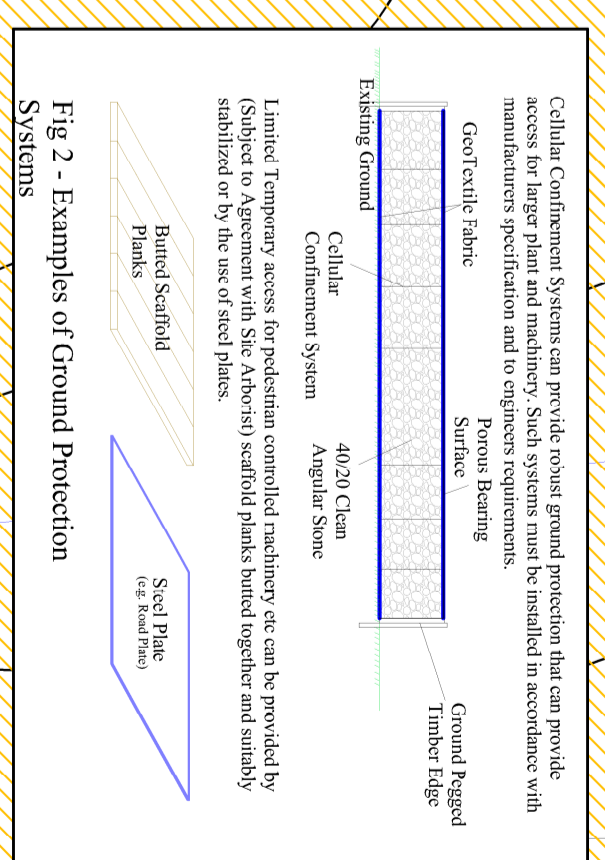 Cellular Confinement Systems can provide robust ground protection that can provide
access for larger plant and machinery. Such systems must be installed in accordance with
manufacturers specification and to engineers requirements.
GeoTextile Fabric
Porous Bearing
Surface
Ground Pegged
Timber Edge
Existing Ground
Cellular
Confinement System
40/20 Clean
Angular Stone
Limited Temporary access for pedestrian controlled machinery etc can be provided by
(Subject to Agreement with Site Arborist) scaffold planks butted together and suitably
stabilized or by the use of steel plates.
Butted Scaffold
Planks
Steel Plate
(e.g. Road Plate)
Fig 2 - Examples of Ground Protection
Systems